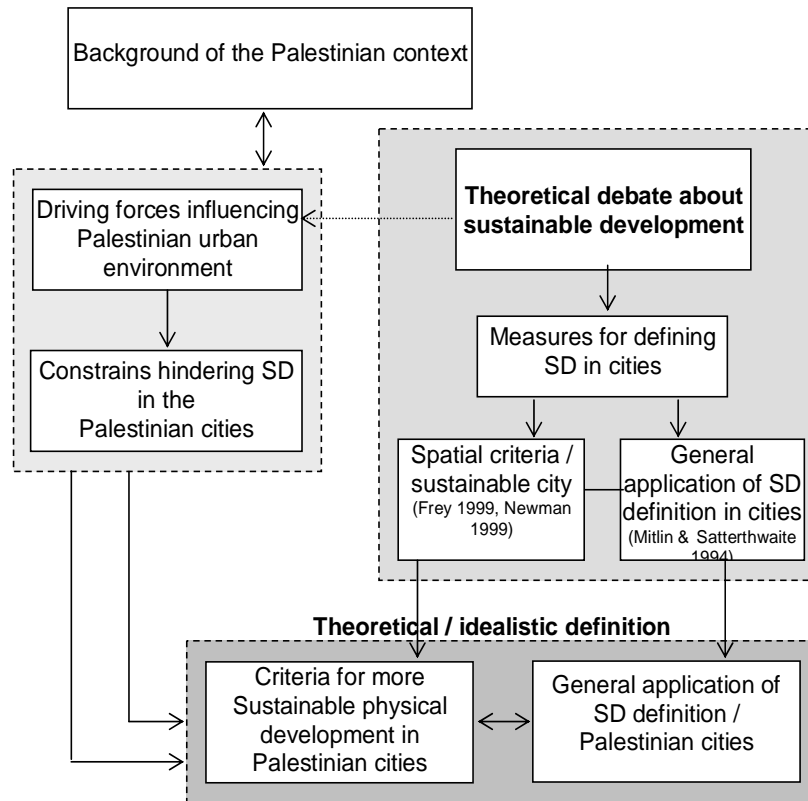 Background of the Palestinian context
Theoretical debate about
sustainable development
Driving forces influencing
Palestinian urban
environment
Measures for defining
SD in cities
Constrains hindering SD
in the
Palestinian cities
Spatial criteria /
sustainable city
(Frey 1999, Newman
1999)
General
application of SD
definition in cities
(Mitlin & Satterthwaite
1994)
Theoretical / idealistic definition
Criteria for more
Sustainable physical
development in
Palestinian cities
General application of
SD definition /
Palestinian cities